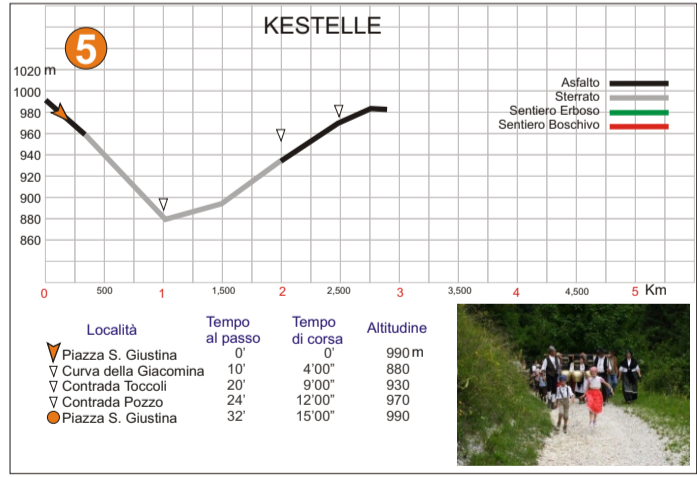 KESTELLE
5
1020 m
1000
980
960
940
920
900
880
860
Asfalto
Sterrato
Sentiero Erboso
Sentiero Boschivo
0 500 1 1,500 2 2,500 3 3,500 4 4,500 5 Km
Località Tempo al passo Tempo di corsa Altitudine
Piazza S. Giustina 0' 0' 990 m
Curva della Giacomina 10' 4'00" 880
Contrada Toccoli 20' 9'00" 930
Contrada Pozzo 24' 12'00" 970
Piazza S. Giustina 32' 15'00" 990